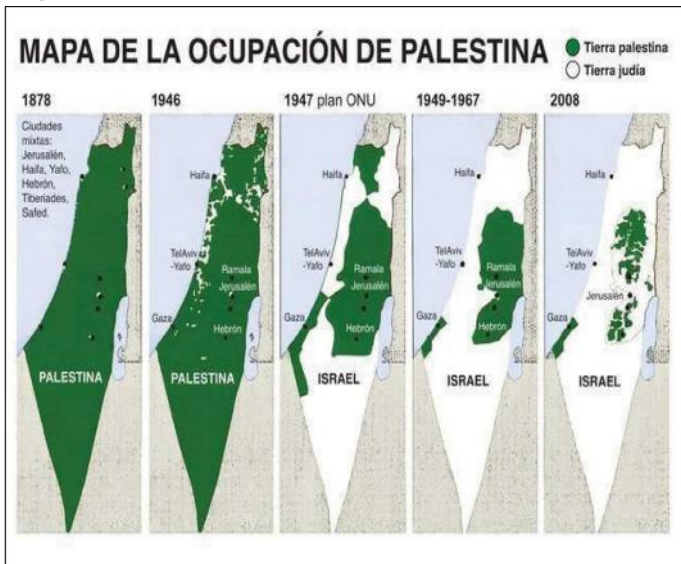 MAPA DE LA OCUPACIÓN DE PALESTINA
Tierra palestina
Tierra judía
1878
Ciudades
mixtas:
Jerusalén,
Haifa, Yafo,
Hebrón,
Tiberiades,
Safed.
PALESTINA
1946
Haifa
TelAviv
-Yafo
Ramala
Jerusalén
Gaza
Hebrón
PALESTINA
1947 plan ONU
Haifa
TelAviv
-Yafo
Ramala
Jerusalén
Gaza
Hebrón
ISRAEL
1949-1967
Haifa
TelAviv
-Yafo
Ramala
Jerusalén
Gaza
Hebrón
ISRAEL
2008
Haifa
TelAviv
-Yafo
Jerusalén
Gaza
ISRAEL